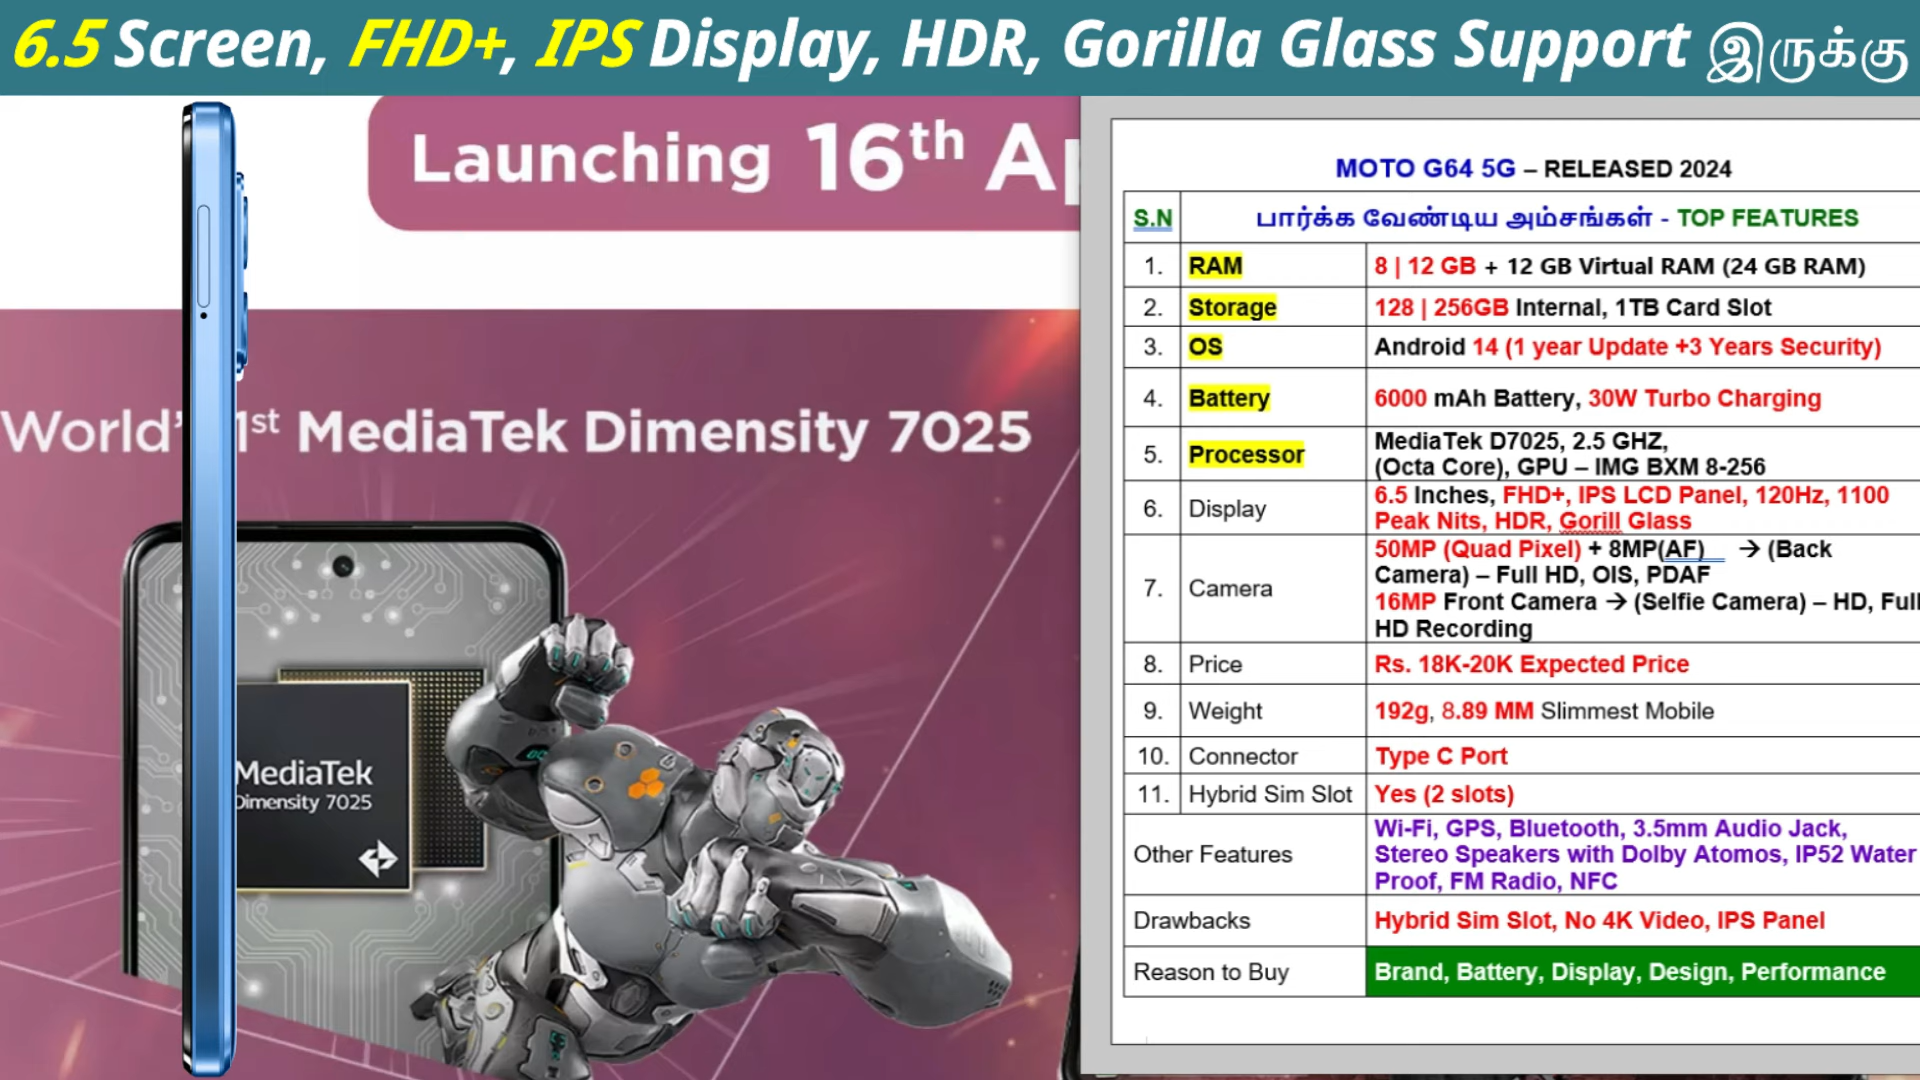 6.5 Screen, FHD+, IPS Display, HDR, Gorilla Glass Support இருக்கு
Launching 16th Ap
World' 1st MediaTek Dimensity 7025
MediaTek
Dimensity 7025
MOTO G64 5G – RELEASED 2024
S.N பார்க்க வேண்டிய அம்சங்கள் - TOP FEATURES
1. RAM 8 | 12 GB + 12 GB Virtual RAM (24 GB RAM)
2. Storage 128 | 256GB Internal, 1TB Card Slot
3. OS Android 14 (1 year Update +3 Years Security)
4. Battery 6000 mAh Battery, 30W Turbo Charging
5. Processor MediaTek D7025, 2.5 GHZ,
(Octa Core), GPU – IMG BXM 8-256
6. Display 6.5 Inches, FHD+, IPS LCD Panel, 120Hz, 1100
Peak Nits, HDR, Gorill Glass
7. Camera 50MP (Quad Pixel) + 8MP(AF) → (Back
Camera) – Full HD, OIS, PDAF
16MP Front Camera → (Selfie Camera) – HD, Full
HD Recording
8. Price Rs. 18K-20K Expected Price
9. Weight 192g, 8.89 MM Slimmest Mobile
10. Connector Type C Port
11. Hybrid Sim Slot Yes (2 slots)
Other Features Wi-Fi, GPS, Bluetooth, 3.5mm Audio Jack,
Stereo Speakers with Dolby Atomos, IP52 Water
Proof, FM Radio, NFC
Drawbacks Hybrid Sim Slot, No 4K Video, IPS Panel
Reason to Buy Brand, Battery, Display, Design, Performance